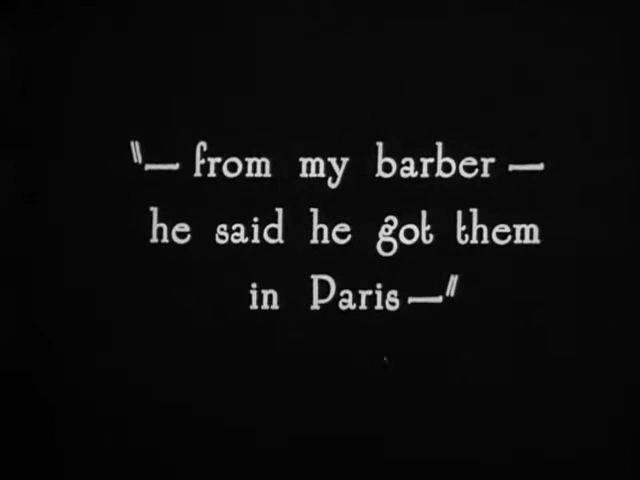 "— from my barber —
he said he got them
in Paris —"